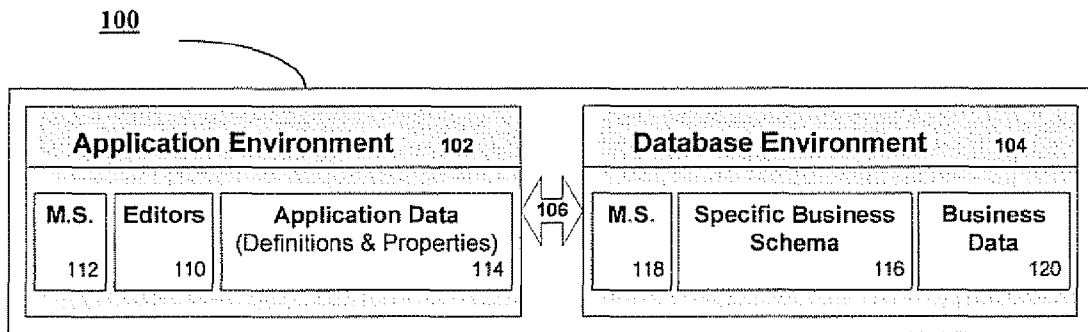 100
Application Environment 102
M.S.
112
Editors
110
Application Data
(Definitions & Properties)
114
106
Database Environment 104
M.S.
118
Specific Business
Schema
116
Business
Data
120